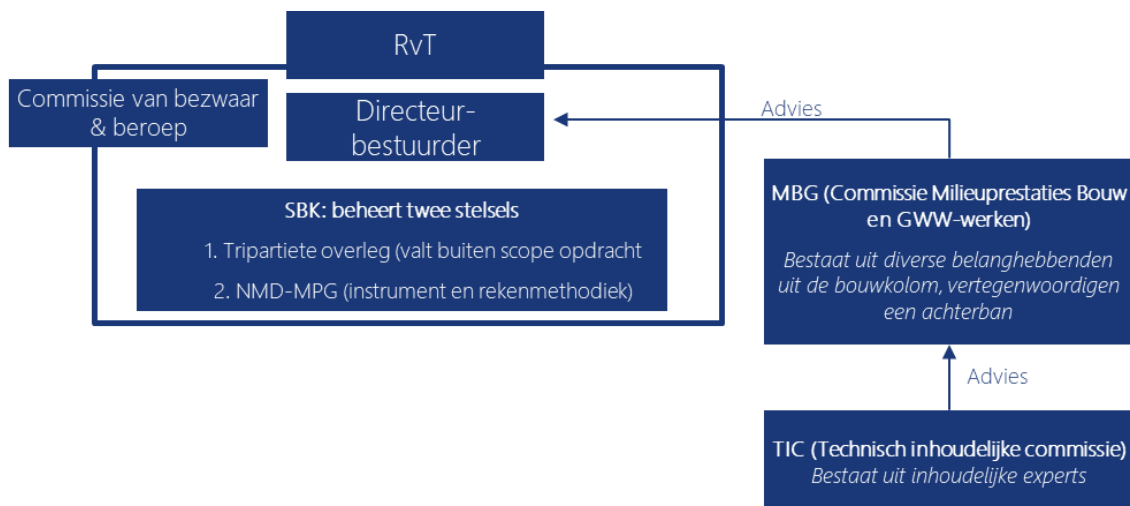 RvT
Commissie van bezwaar
& beroep
Directeur-
bestuurder
Advies
SBK: beheert twee stelsels
1. Tripartiete overleg (valt buiten scope opdracht
2. NMD-MPG (instrument en rekenmethodiek)
MBG (Commissie Milieuprestaties Bouw
en GWW-werken)
Bestaat uit diverse belanghebbenden
uit de bouwkolom, vertegenwoordigen
een achterban
Advies
TIC (Technisch inhoudelijke commissie)
Bestaat uit inhoudelijke experts